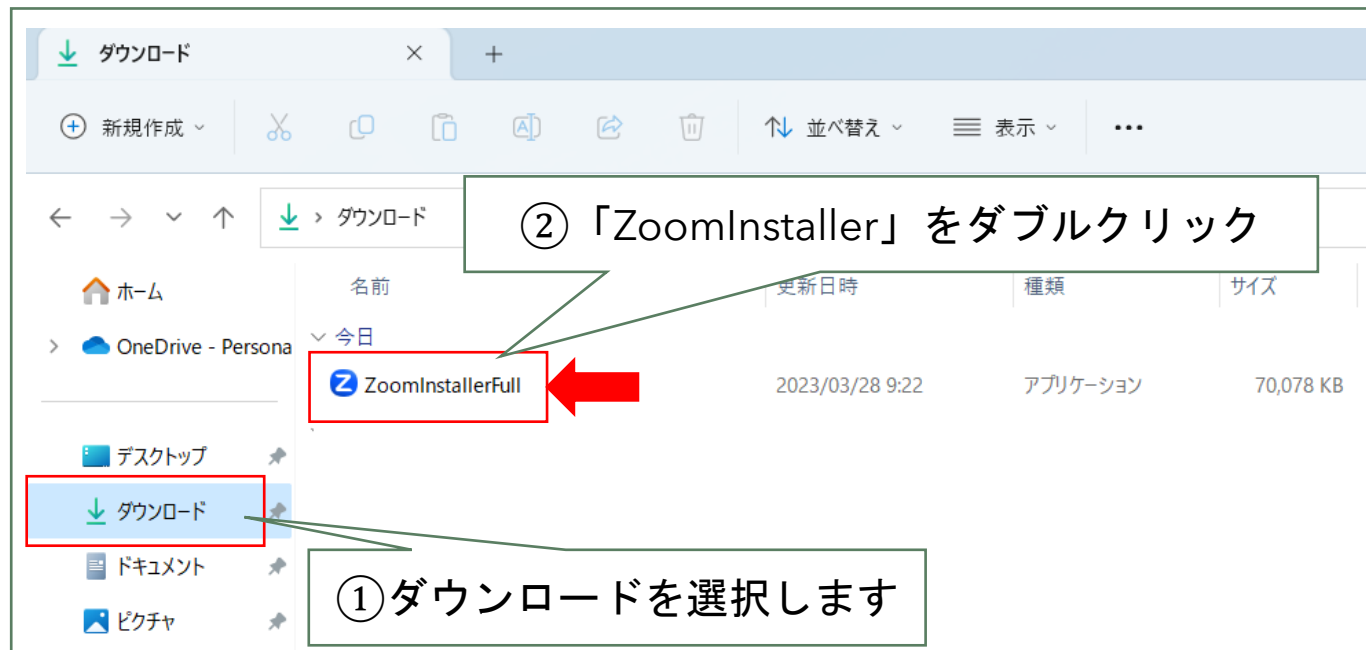 ダウンロード
新規作成
並べ替え
表示
ダウンロード
②「ZoomInstaller」をダブルクリック
ホーム
名前
更新日時
種類
サイズ
今日
OneDrive - Persona
ZoomInstallerFull
2023/03/28 9:22
アプリケーション
70,078 KB
デスクトップ
ダウンロード
ドキュメント
①ダウンロードを選択します
ピクチャ